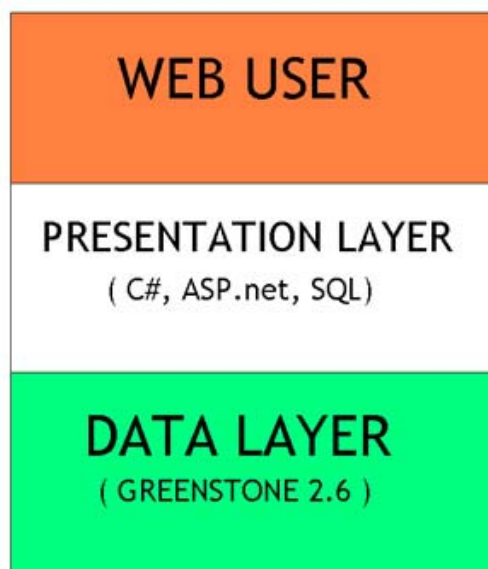 WEB USER
PRESENTATION LAYER
( C#, ASP.net, SQL)
DATA LAYER
( GREENSTONE 2.6 )